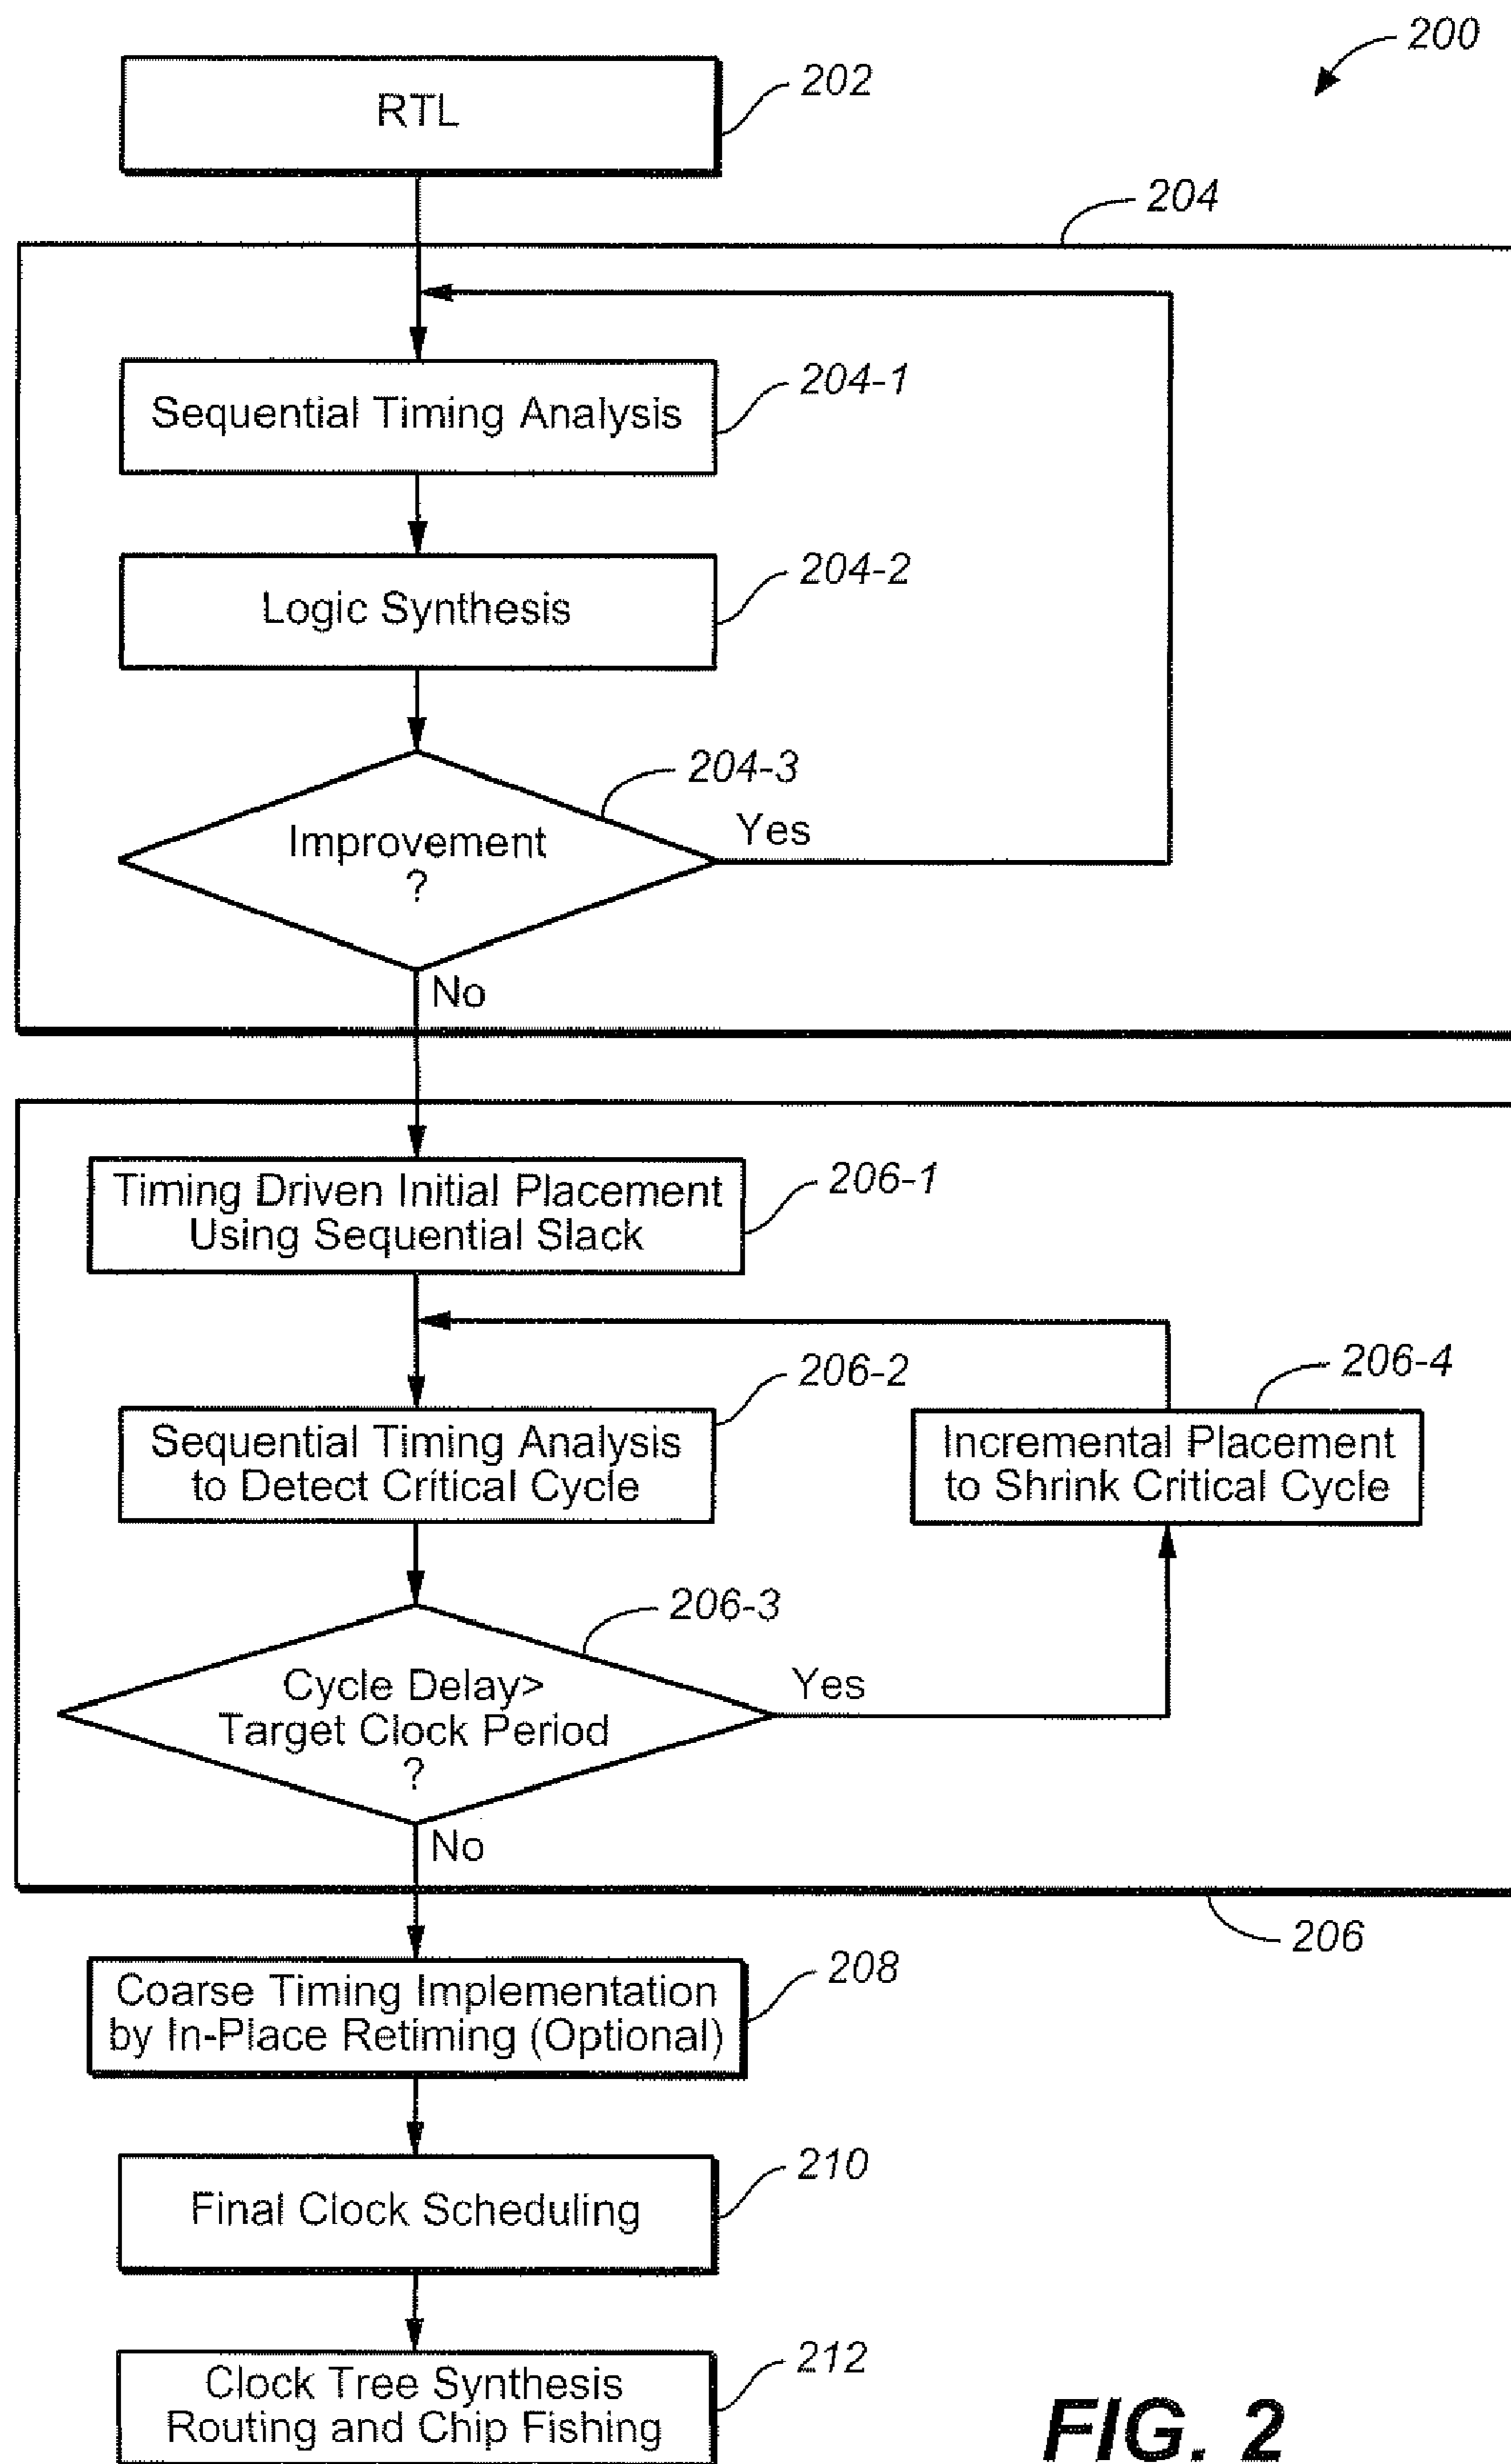 200
RTL
202
204
Sequential Timing Analysis
204-1
Logic Synthesis
204-2
204-3
Improvement
?
Yes
No
Timing Driven Initial Placement
Using Sequential Slack
206-1
206-2
Sequential Timing Analysis
to Detect Critical Cycle
206-4
Incremental Placement
to Shrink Critical Cycle
206-3
Cycle Delay>
Target Clock Period
?
Yes
No
206
Coarse Timing Implementation
by In-Place Retiming (Optional)
208
Final Clock Scheduling
210
Clock Tree Synthesis
Routing and Chip Fishing
212
FIG. 2